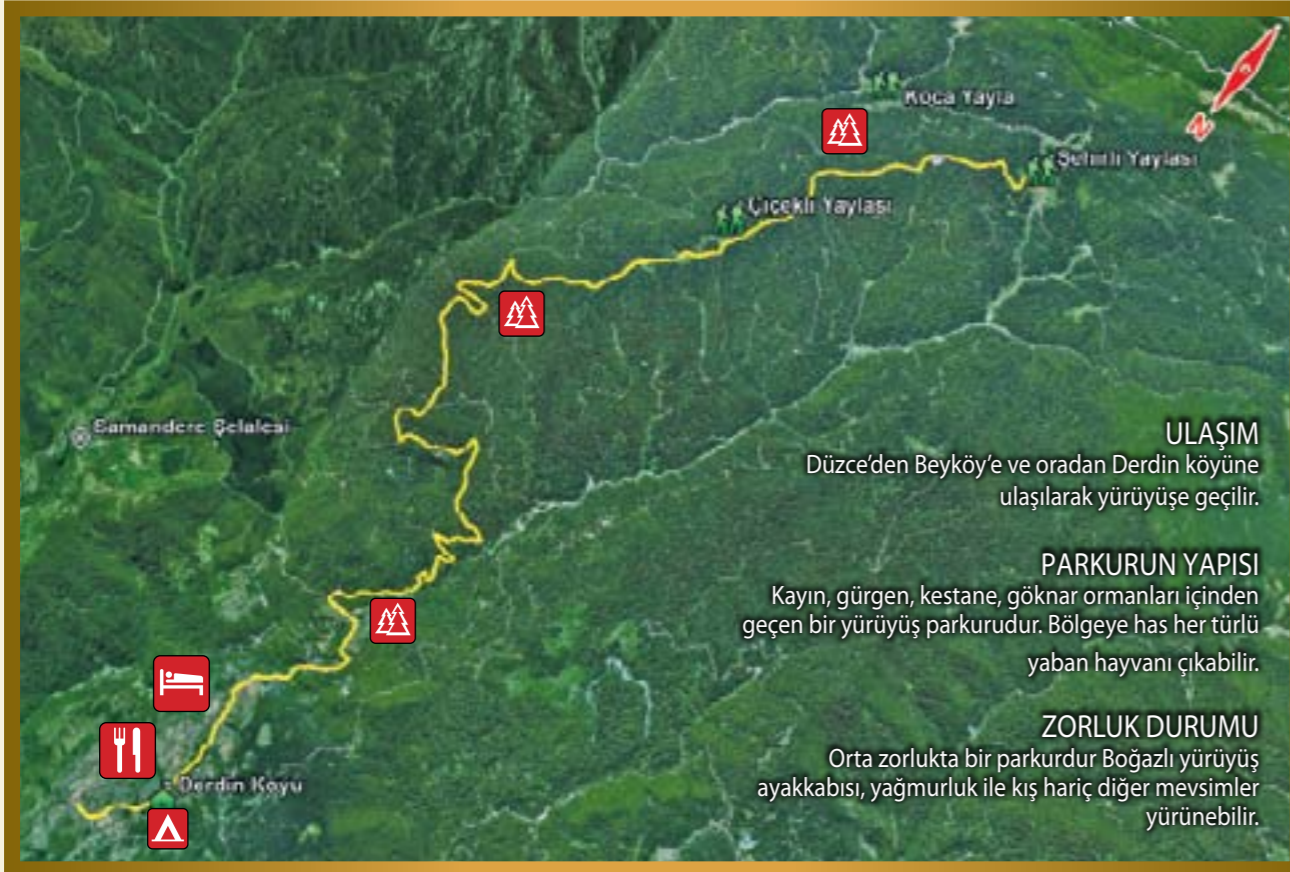 Koca Yayla
Şehirli Yaylası
Çiçekli Yaylası
N
Samandere Şelalesi
Derdin Köyü
ULAŞIM
Düzce’den Beyköy’e ve oradan Derdin köyüne
ulaşılarak yürüyüşe geçilir.
PARKURUN YAPISI
Kayın, gürgen, kestane, göknar ormanları içinden
geçen bir yürüyüş parkurudur. Bölgeye has her türlü
yaban hayvanı çıkabilir.
ZORLUK DURUMU
Orta zorlukta bir parkurdur Boğazlı yürüyüş
ayakkabısı, yağmurluk ile kış hariç diğer mevsimler
yürünebilir.